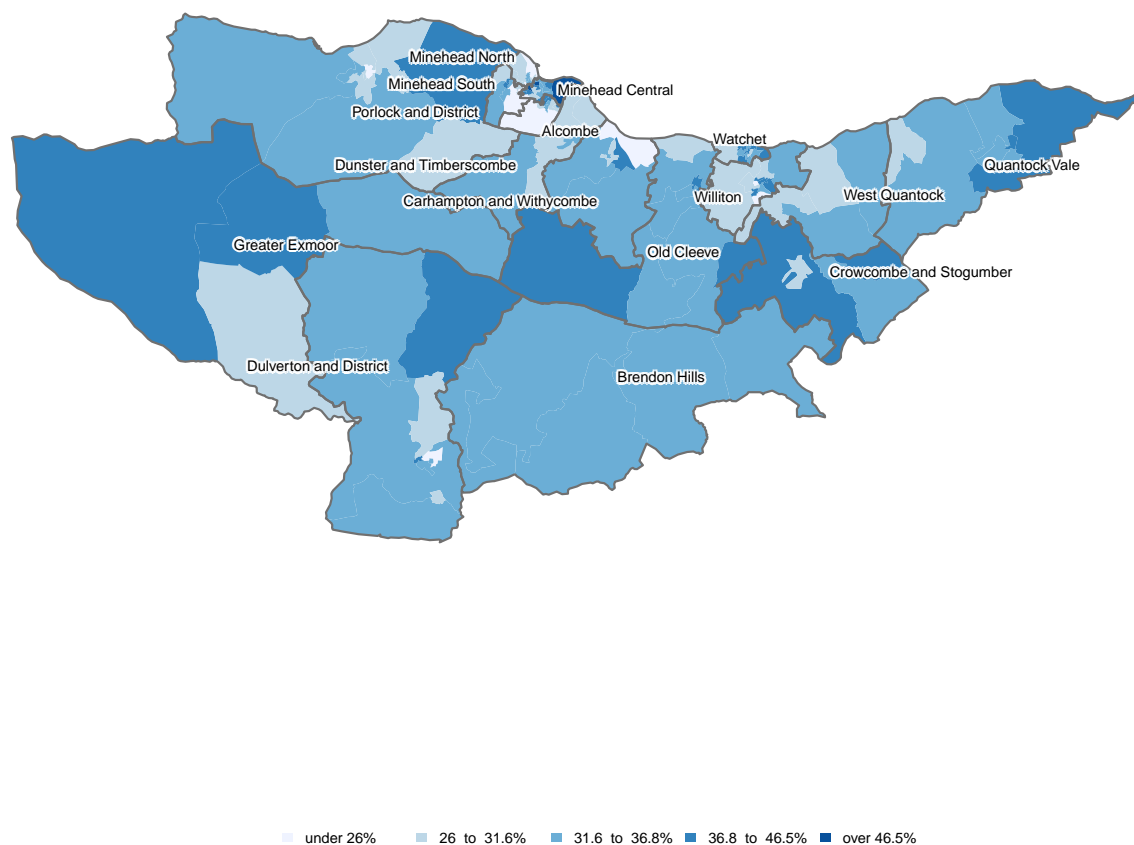 Minehead North
Minehead South
Minehead Central
Porlock and District
Alcombe
Watchet
Dunster and Timberscombe
Quantock Vale
Carhampton and Withycombe
Williton
West Quantock
Greater Exmoor
Old Cleeve
Crowcombe and Stogumber
Dulverton and District
Brendon Hills
under 26%
26 to 31.6%
31.6 to 36.8%
36.8 to 46.5%
over 46.5%